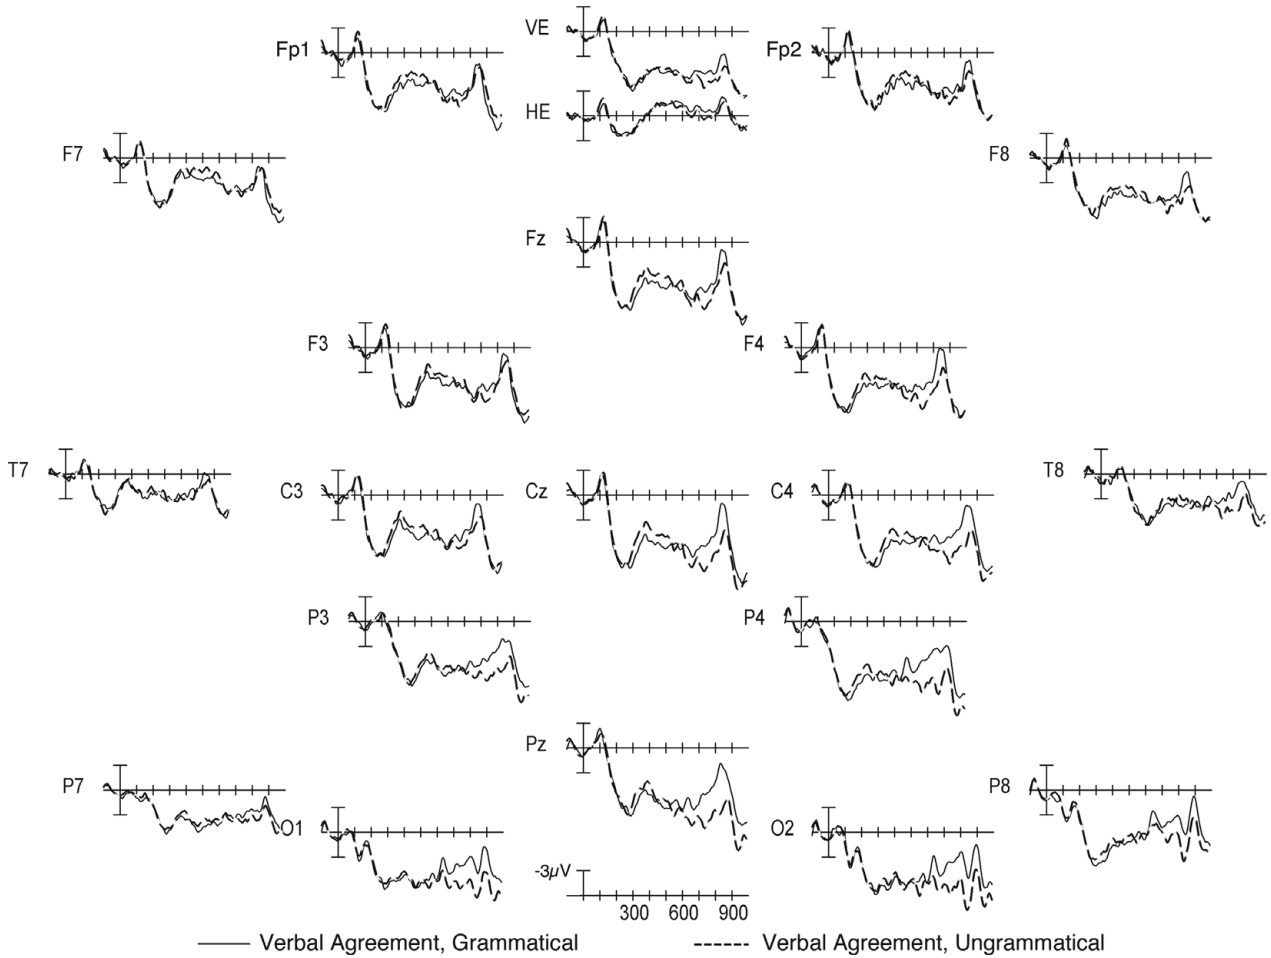 VE
Fp1
Fp2
HE
F7
F8
Fz
F3
F4
T7
C3
Cz
C4
T8
P3
P4
Pz
P7
P8
O1
O2
-3μV
300 600 900
Verbal Agreement, Grammatical
Verbal Agreement, Ungrammatical